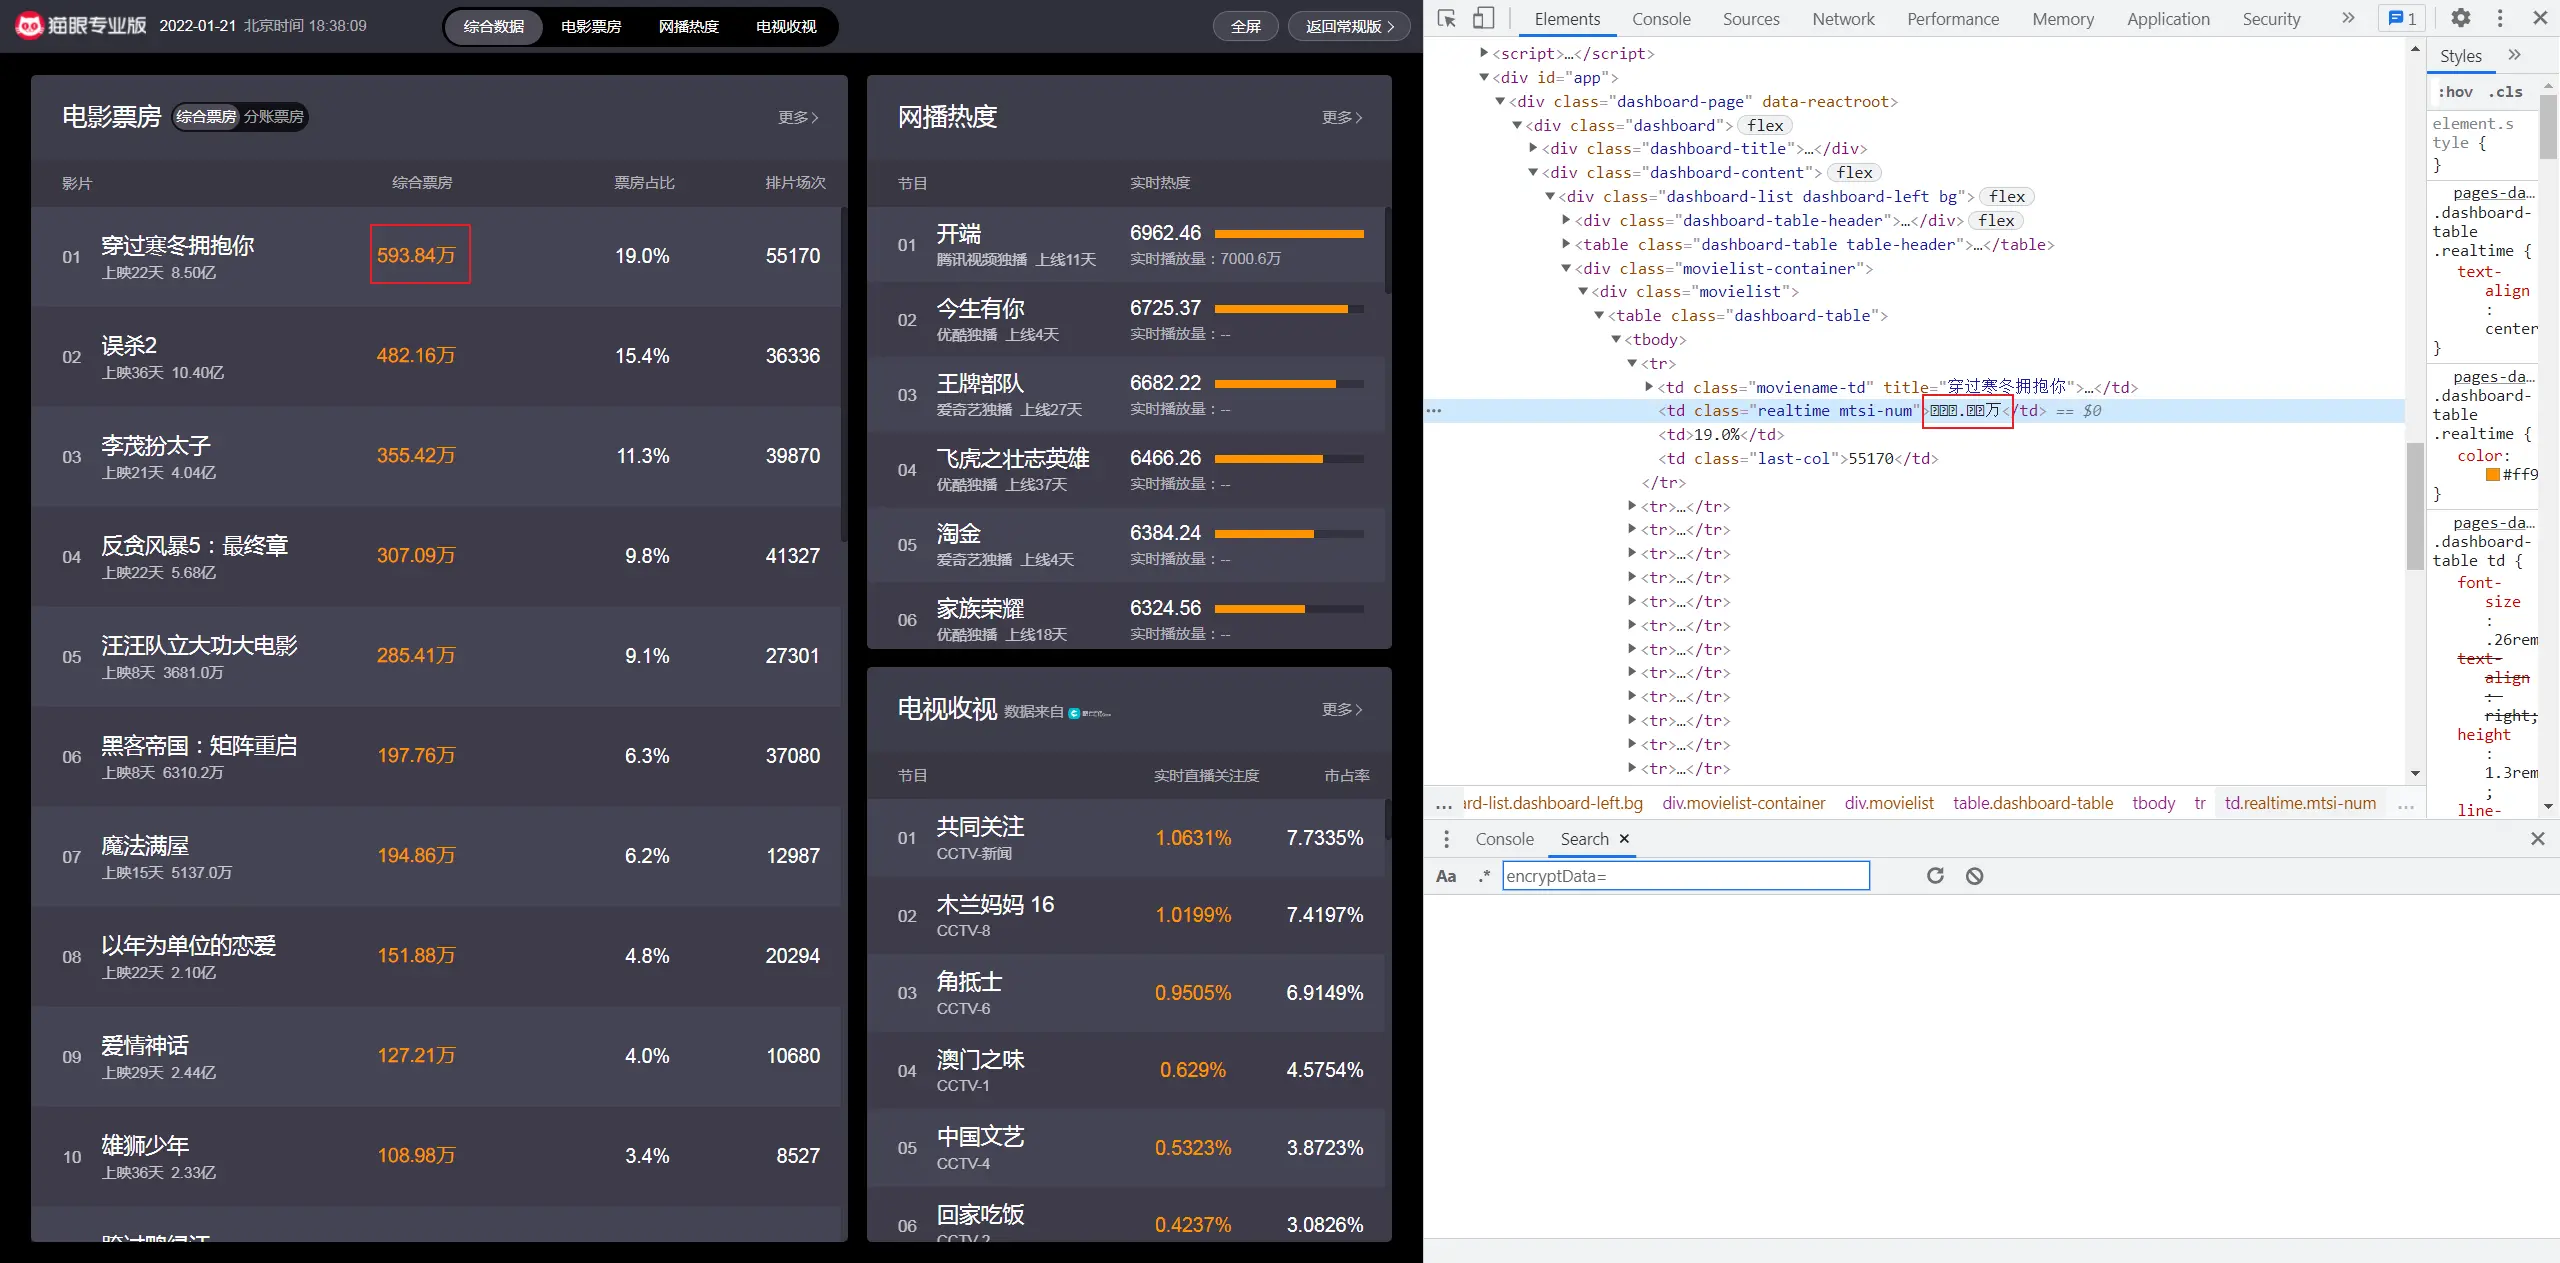 猫眼专业版 2022-01-21 北京时间 18:38:09
综合数据 电影票房 网播热度 电视收视
全屏 返回常规版
电影票房 综合票房 分账票房 更多
影片 综合票房 票房占比 排片场次
01 穿过寒冬拥抱你 593.84万 19.0% 55170
上映22天 8.50亿
02 误杀2 482.16万 15.4% 36336
上映36天 10.40亿
03 李茂扮太子 355.42万 11.3% 39870
上映21天 4.04亿
04 反贪风暴5：最终章 307.09万 9.8% 41327
上映22天 5.68亿
05 汪汪队立大功大电影 285.41万 9.1% 27301
上映8天 3681.0万
06 黑客帝国：矩阵重启 197.76万 6.3% 37080
上映8天 6310.2万
07 魔法满屋 194.86万 6.2% 12987
上映15天 5137.0万
08 以年为单位的恋爱 151.88万 4.8% 20294
上映22天 2.10亿
09 爱情神话 127.21万 4.0% 10680
上映29天 2.44亿
10 雄狮少年 108.98万 3.4% 8527
上映36天 2.33亿
网播热度 更多
节目 实时热度
01 开端 6962.46
腾讯视频独播 上线11天 实时播放量：7000.6万
02 今生有你 6725.37
优酷独播 上线4天 实时播放量：--
03 王牌部队 6682.22
爱奇艺独播 上线27天 实时播放量：--
04 飞虎之壮志英雄 6466.26
优酷独播 上线37天 实时播放量：--
05 淘金 6384.24
爱奇艺独播 上线4天 实时播放量：--
06 家族荣耀 6324.56
优酷独播 上线18天 实时播放量：--
电视收视 数据来自 更多
节目 实时直播关注度 市占率
01 共同关注 1.0631% 7.7335%
CCTV-新闻
02 木兰妈妈 16 1.0199% 7.4197%
CCTV-8
03 角抵士 0.9505% 6.9149%
CCTV-6
04 澳门之味 0.629% 4.5754%
CCTV-1
05 中国文艺 0.5323% 3.8723%
CCTV-4
06 回家吃饭 0.4237% 3.0826%
CCTV-2
Elements Console Sources Network Performance Memory Application Security » 1
<script>…</script>
<div id="app">
<div class="dashboard-page" data-reactroot>
<div class="dashboard"> flex
<div class="dashboard-title">…</div>
<div class="dashboard-content"> flex
<div class="dashboard-list dashboard-left bg"> flex
<div class="dashboard-table-header">…</div> flex
<table class="dashboard-table table-header">…</table>
<div class="movielist-container">
<div class="movielist">
<table class="dashboard-table">
<tbody>
<tr>
<td class="moviename-td" title="穿过寒冬拥抱你">…</td>
<td class="realtime mtsi-num">▯▯▯.▯▯万</td> == $0
<td>19.0%</td>
<td class="last-col">55170</td>
</tr>
<tr>…</tr>
<tr>…</tr>
<tr>…</tr>
<tr>…</tr>
<tr>…</tr>
<tr>…</tr>
<tr>…</tr>
<tr>…</tr>
<tr>…</tr>
<tr>…</tr>
<tr>…</tr>
<tr>…</tr>
… ard-list.dashboard-left.bg div.movielist-container div.movielist table.dashboard-table tbody tr td.realtime.mtsi-num …
Styles »
:hov .cls
element.s
tyle {
}
pages-da…
.dashboard-
table
.realtime {
text-
align
:
center
}
pages-da…
.dashboard-
table
.realtime {
color:
#ff9
}
pages-da…
.dashboard-
table td {
font-
size
:
.26rem
text-
align
:
right;
height
:
1.3rem
;
line-
Console Search
Aa .* encryptData=